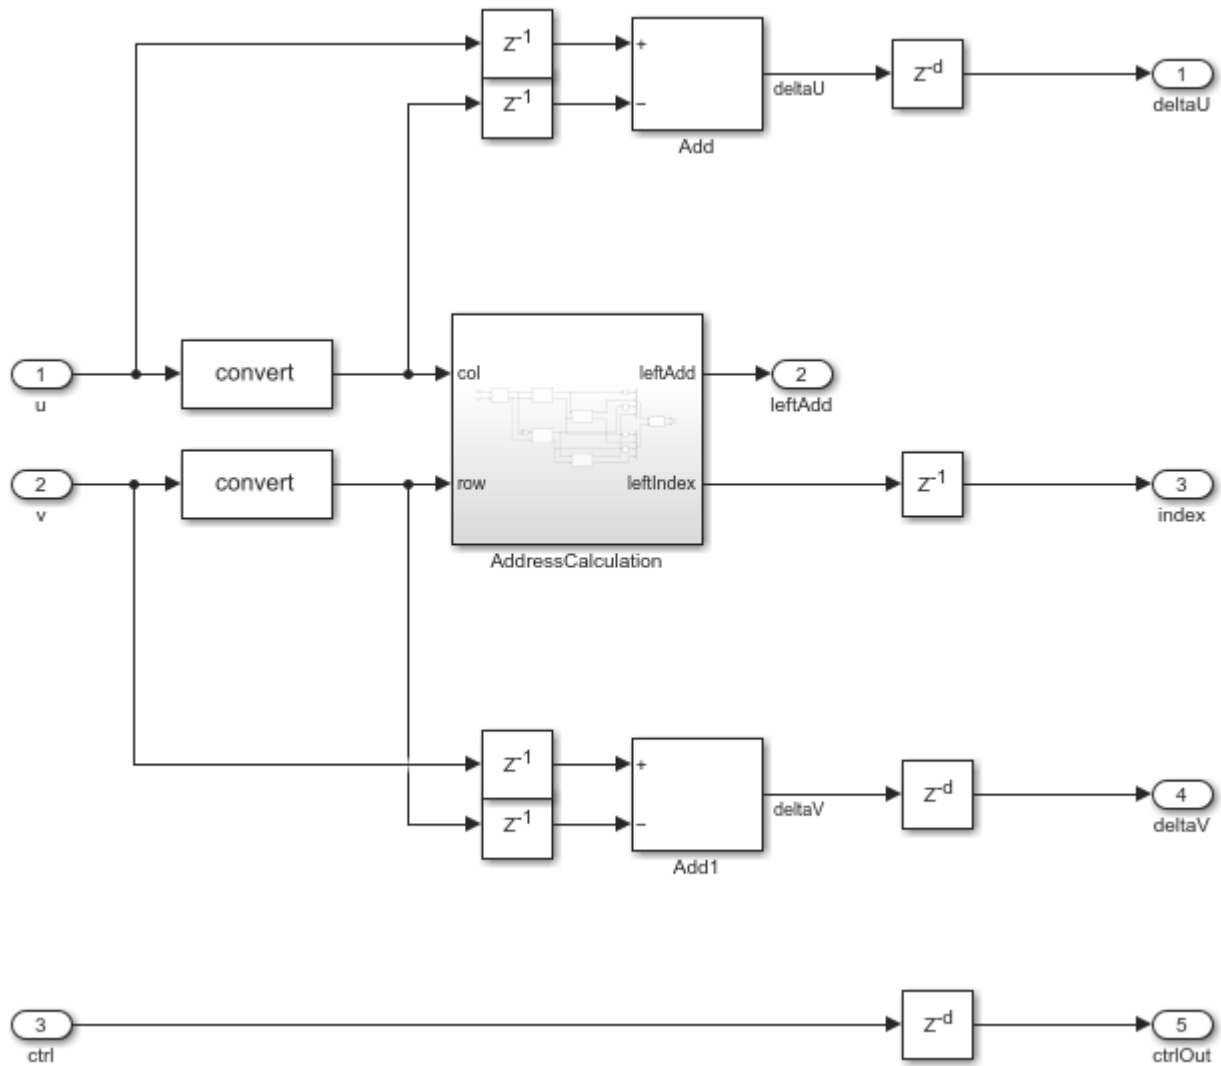 z-1
+
z-1
−
deltaU
Add
z-d
1
deltaU
1
u
convert
col
leftAdd
2
leftAdd
2
v
convert
row
leftIndex
z-1
3
index
AddressCalculation
z-1
+
z-1
−
deltaV
Add1
z-d
4
deltaV
3
ctrl
z-d
5
ctrlOut